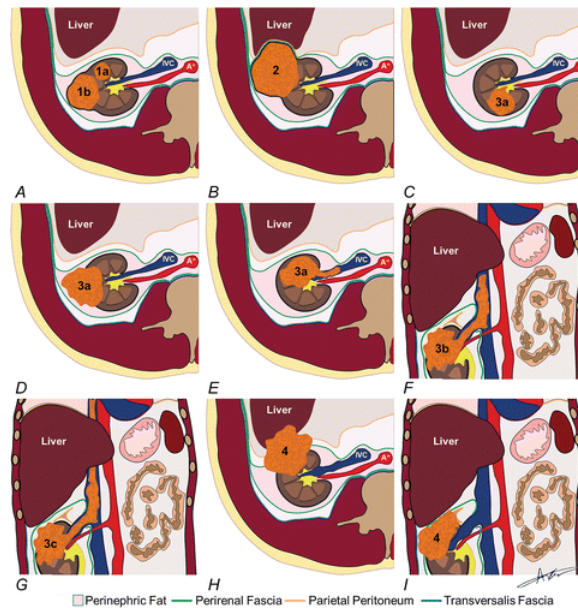 Liver
1a
1b
IVC
A°
A
Liver
2
IVC
A°
B
Liver
3a
IVC
A°
C
Liver
3a
IVC
A°
D
Liver
3a
IVC
A°
E
Liver
3b
F
Liver
3c
G
Liver
4
IVC
A°
H
Liver
4
I
Perinephric Fat Perirenal Fascia Parietal Peritoneum Transversalis Fascia